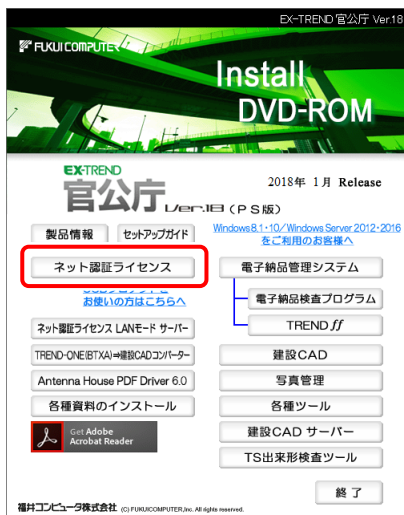 EX-TREND 官公庁 Ver.18
FUKUI COMPUTER
Install
DVD-ROM
EX-TREND
官公庁 Ver.18 (PS版)
2018年 1月 Release
製品情報
セットアップガイド
Windows8.1・10/Windows Server 2012・2016
をご利用のお客様へ
ネット認証ライセンス
お使いの方はこちらへ
ネット認証ライセンス LANモード サーバー
TREND-ONE(BTXA)⇒建設CADコンバーター
Antenna House PDF Driver 6.0
各種資料のインストール
Get Adobe
Acrobat Reader
電子納品管理システム
電子納品検査プログラム
TREND ff
建設CAD
写真管理
各種ツール
建設CAD サーバー
TS出来形検査ツール
終 了
福井コンピュータ株式会社 (C) FUKUICOMPUTER,Inc. All rights reserved.